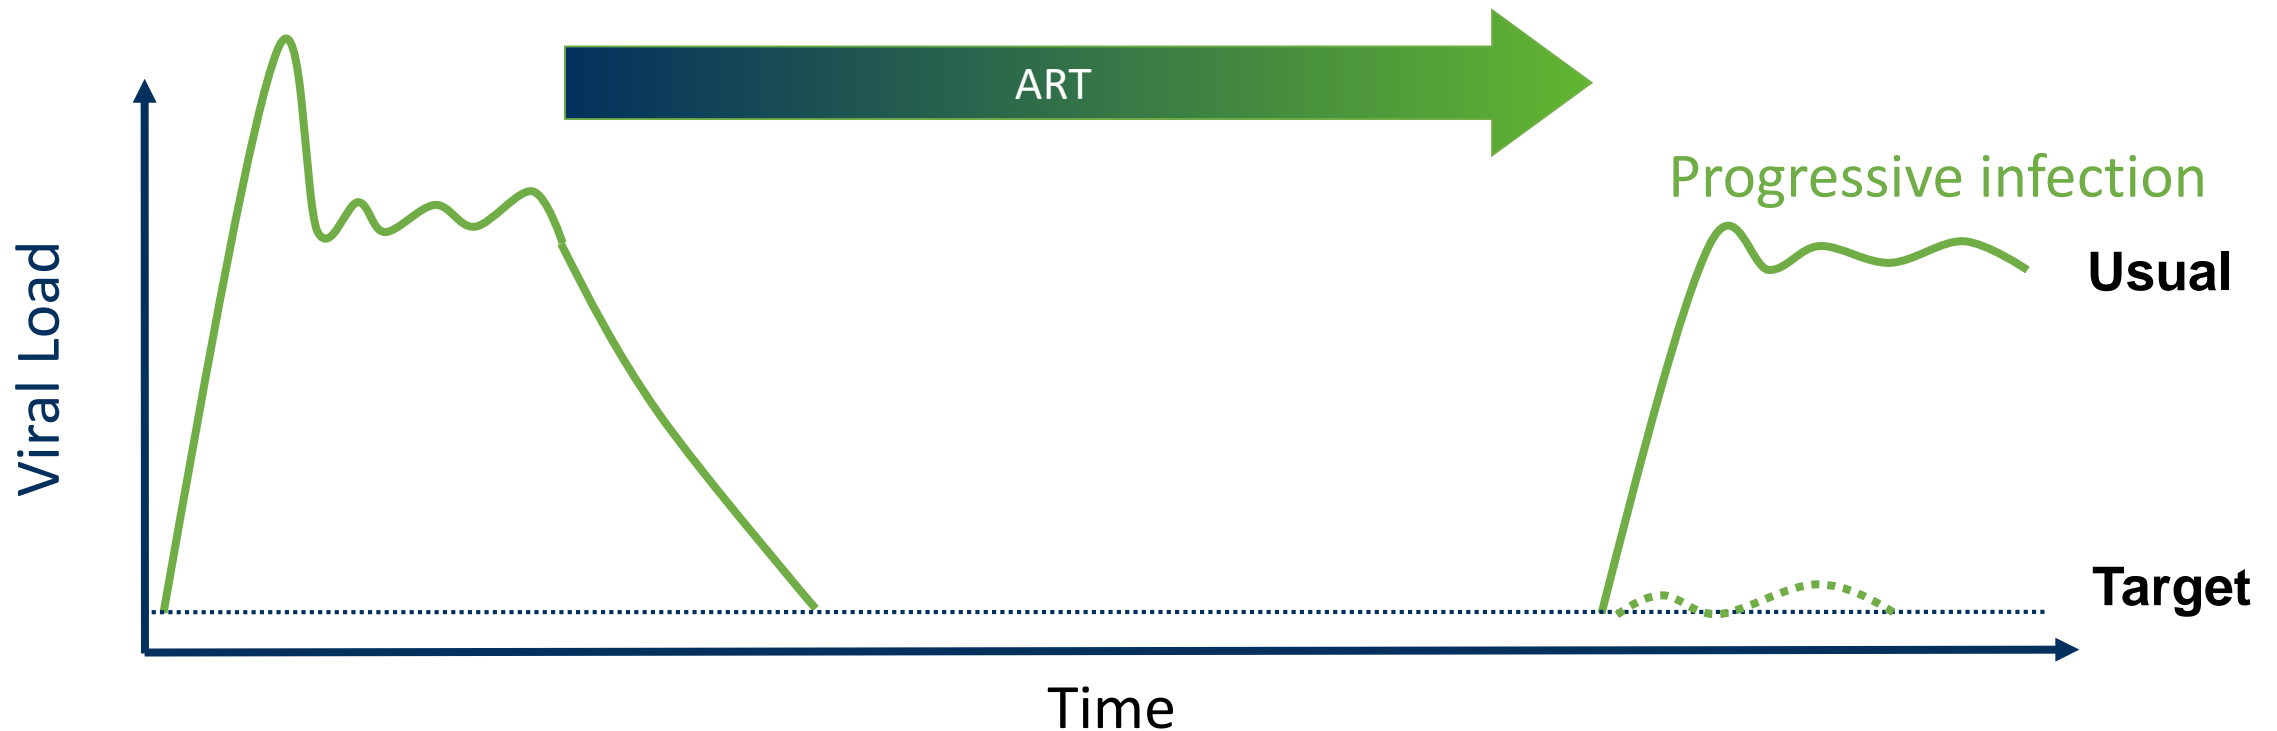 ART
Progressive infection
Usual
Viral Load
Target
Time